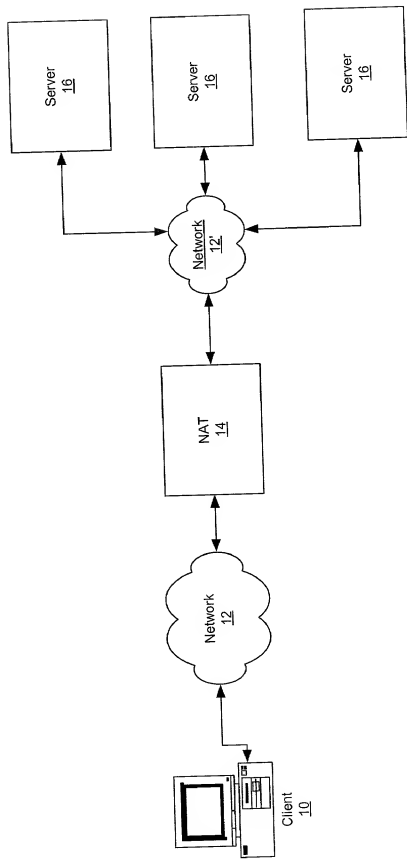 Client
10
Network
12
NAT
14
Network
12'
Server
16
Server
16
Server
16